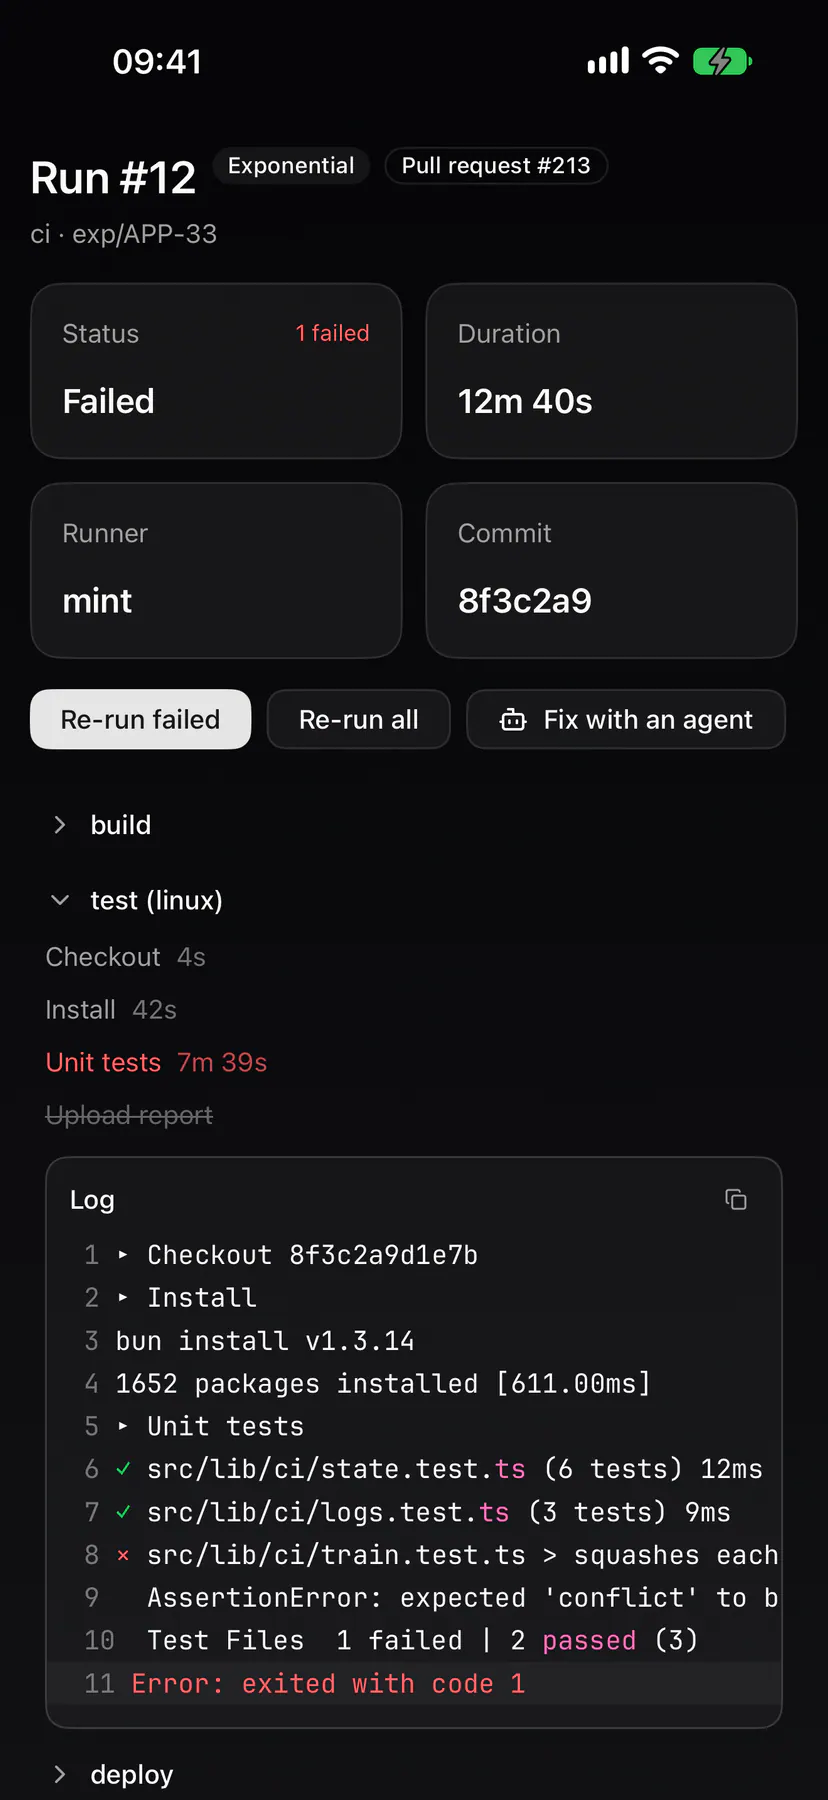 09:41
Run #12 Exponential Pull request #213
ci · exp/APP-33
Status 1 failed
Failed
Duration
12m 40s
Runner
mint
Commit
8f3c2a9
Re-run failed Re-run all Fix with an agent
build
test (linux)
Checkout 4s
Install 42s
Unit tests 7m 39s
Upload report
Log
1 ▸ Checkout 8f3c2a9d1e7b
2 ▸ Install
3 bun install v1.3.14
4 1652 packages installed [611.00ms]
5 ▸ Unit tests
6 ✓ src/lib/ci/state.test.ts (6 tests) 12ms
7 ✓ src/lib/ci/logs.test.ts (3 tests) 9ms
8 × src/lib/ci/train.test.ts > squashes each
9 AssertionError: expected 'conflict' to b
10 Test Files 1 failed | 2 passed (3)
11 Error: exited with code 1
deploy